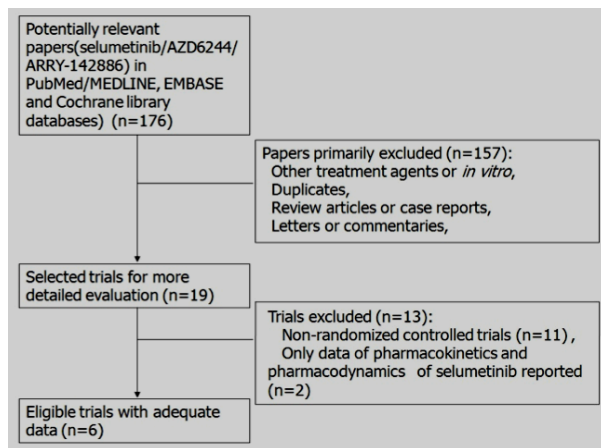 Potentially relevant
papers(selumetinib/AZD6244/
ARRY-142886) in
PubMed/MEDLINE, EMBASE
and Cochrane library
databases) (n=176)
Papers primarily excluded (n=157):
Other treatment agents or in vitro,
Duplicates,
Review articles or case reports,
Letters or commentaries,
Selected trials for more
detailed evaluation (n=19)
Trials excluded (n=13):
Non-randomized controlled trials (n=11) ,
Only data of pharmacokinetics and
pharmacodynamics of selumetinib reported
(n=2)
Eligible trials with adequate
data (n=6)